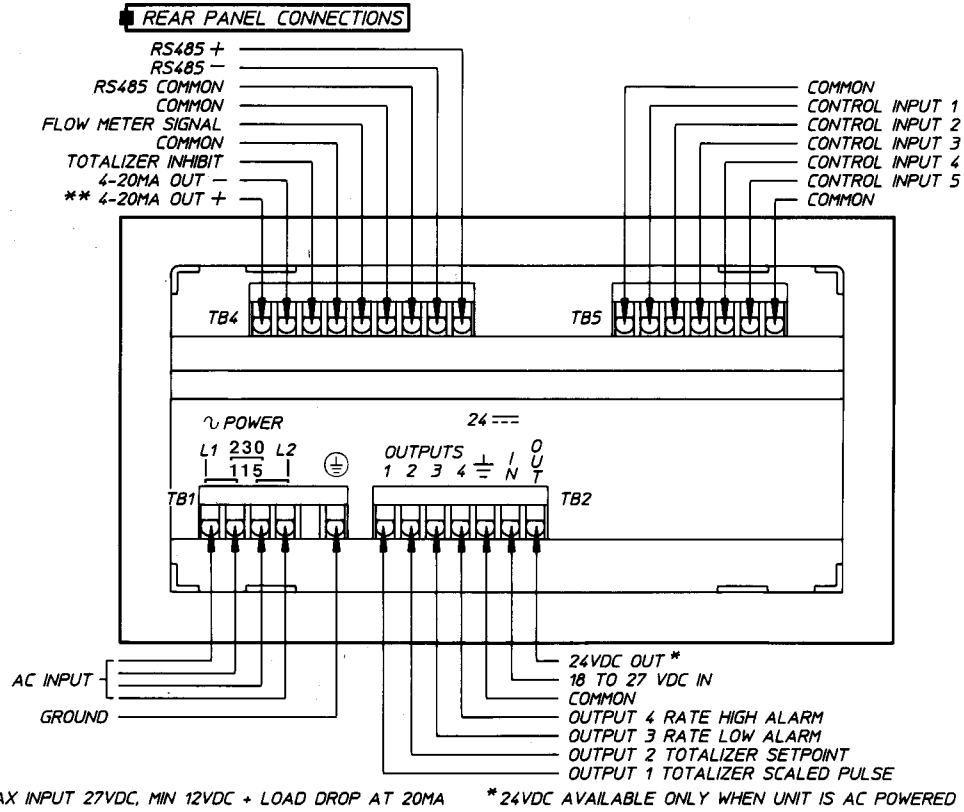 REAR PANEL CONNECTIONS
RS485 +
RS485 −
RS485 COMMON
COMMON
FLOW METER SIGNAL
COMMON
TOTALIZER INHIBIT
4-20MA OUT −
** 4-20MA OUT +
COMMON
CONTROL INPUT 1
CONTROL INPUT 2
CONTROL INPUT 3
CONTROL INPUT 4
CONTROL INPUT 5
COMMON
TB4
TB5
∿ POWER
L1 230 L2
115
24
OUTPUTS
1 2 3 4 IN OUT
TB1
TB2
AC INPUT
GROUND
24VDC OUT *
18 TO 27 VDC IN
COMMON
OUTPUT 4 RATE HIGH ALARM
OUTPUT 3 RATE LOW ALARM
OUTPUT 2 TOTALIZER SETPOINT
OUTPUT 1 TOTALIZER SCALED PULSE
INPUT 27VDC, MIN 12VDC + LOAD DROP AT 20MA
* 24VDC AVAILABLE ONLY WHEN UNIT IS AC POWERED